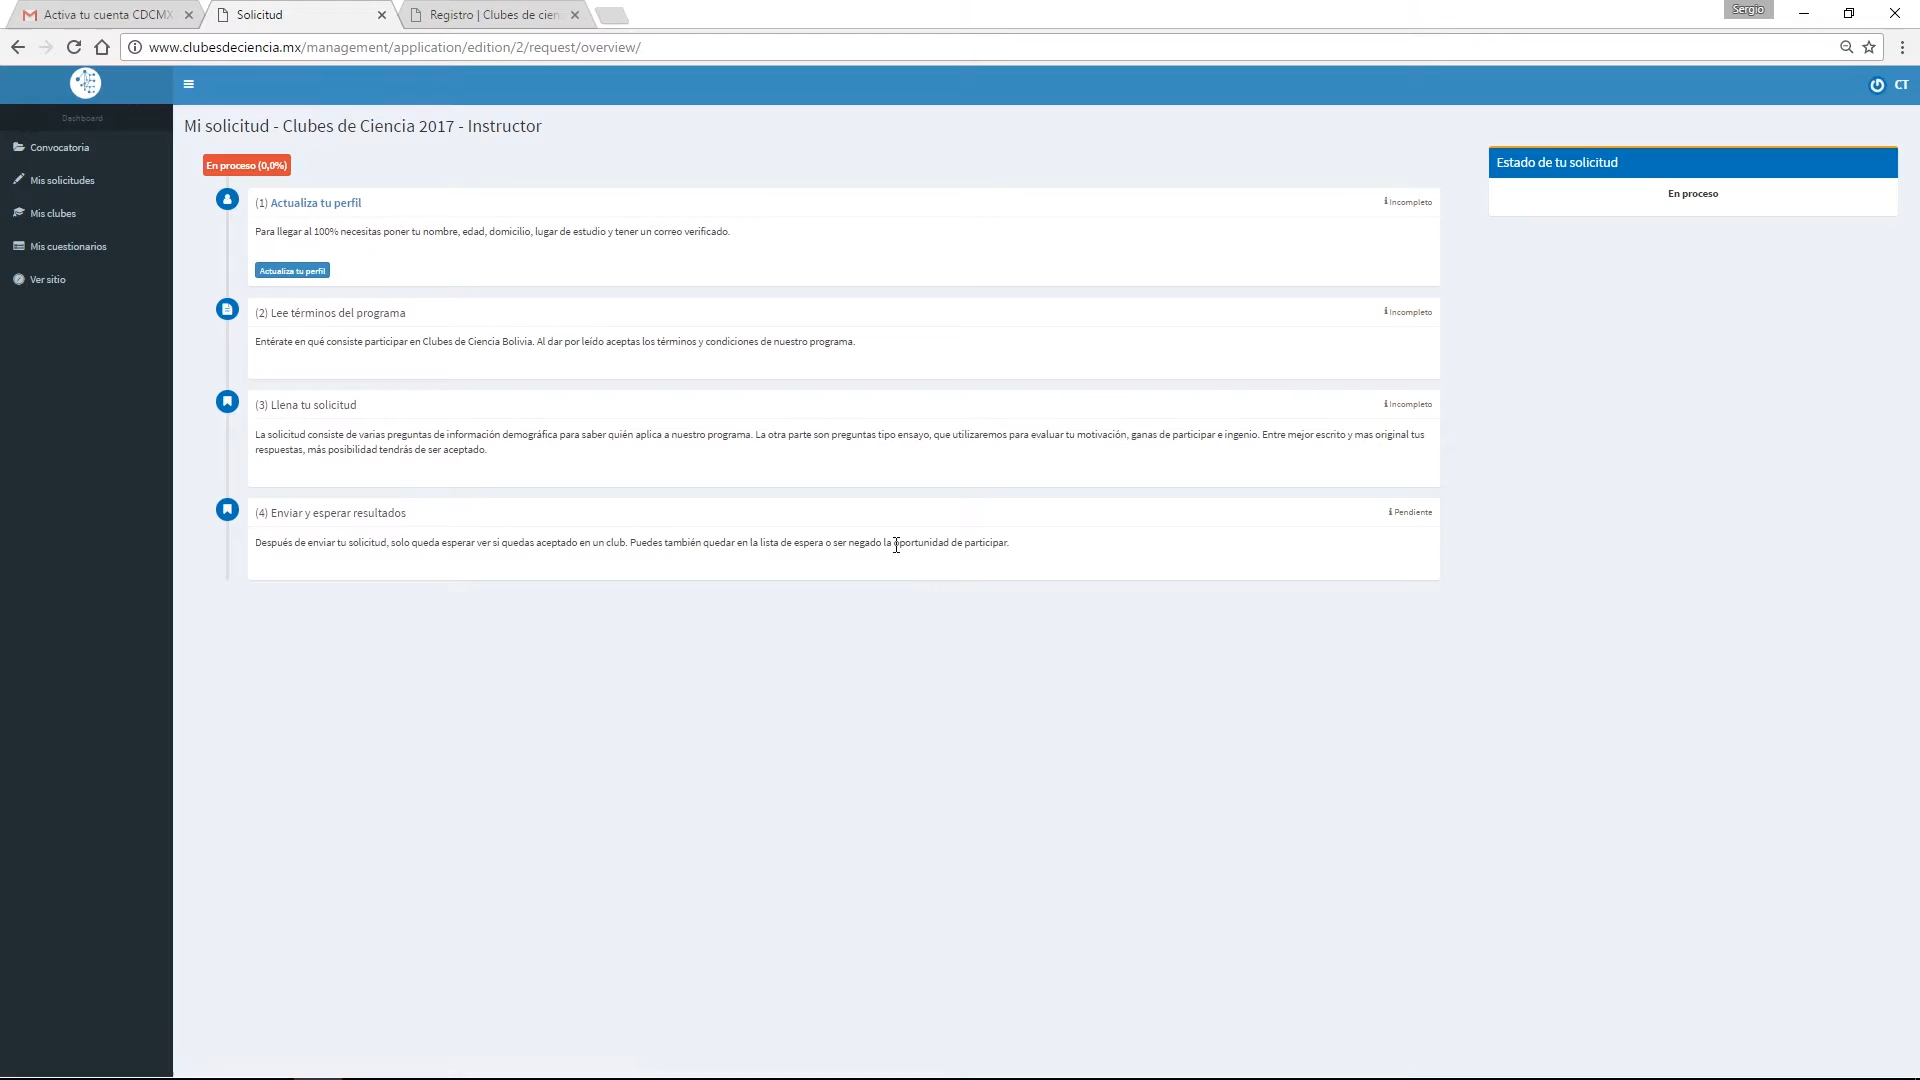 Activa tu cuenta CDCMX
Solicitud
Registro | Clubes de cien
Sergio
www.clubesdeciencia.mx/management/application/edition/2/request/overview/
CT
Dashboard
Convocatoria
Mis solicitudes
Mis clubes
Mis cuestionarios
Ver sitio
Mi solicitud - Clubes de Ciencia 2017 - Instructor
En proceso (0,0%)
(1) Actualiza tu perfil
Incompleto
Para llegar al 100% necesitas poner tu nombre, edad, domicilio, lugar de estudio y tener un correo verificado.
Actualiza tu perfil
(2) Lee términos del programa
Incompleto
Entérate en qué consiste participar en Clubes de Ciencia Bolivia. Al dar por leído aceptas los términos y condiciones de nuestro programa.
(3) Llena tu solicitud
Incompleto
La solicitud consiste de varias preguntas de información demográfica para saber quién aplica a nuestro programa. La otra parte son preguntas tipo ensayo, que utilizaremos para evaluar tu motivación, ganas de participar e ingenio. Entre mejor escrito y mas original tus
respuestas, más posibilidad tendrás de ser aceptado.
(4) Enviar y esperar resultados
Pendiente
Después de enviar tu solicitud, solo queda esperar ver si quedas aceptado en un club. Puedes también quedar en la lista de espera o ser negado la oportunidad de participar.
Estado de tu solicitud
En proceso